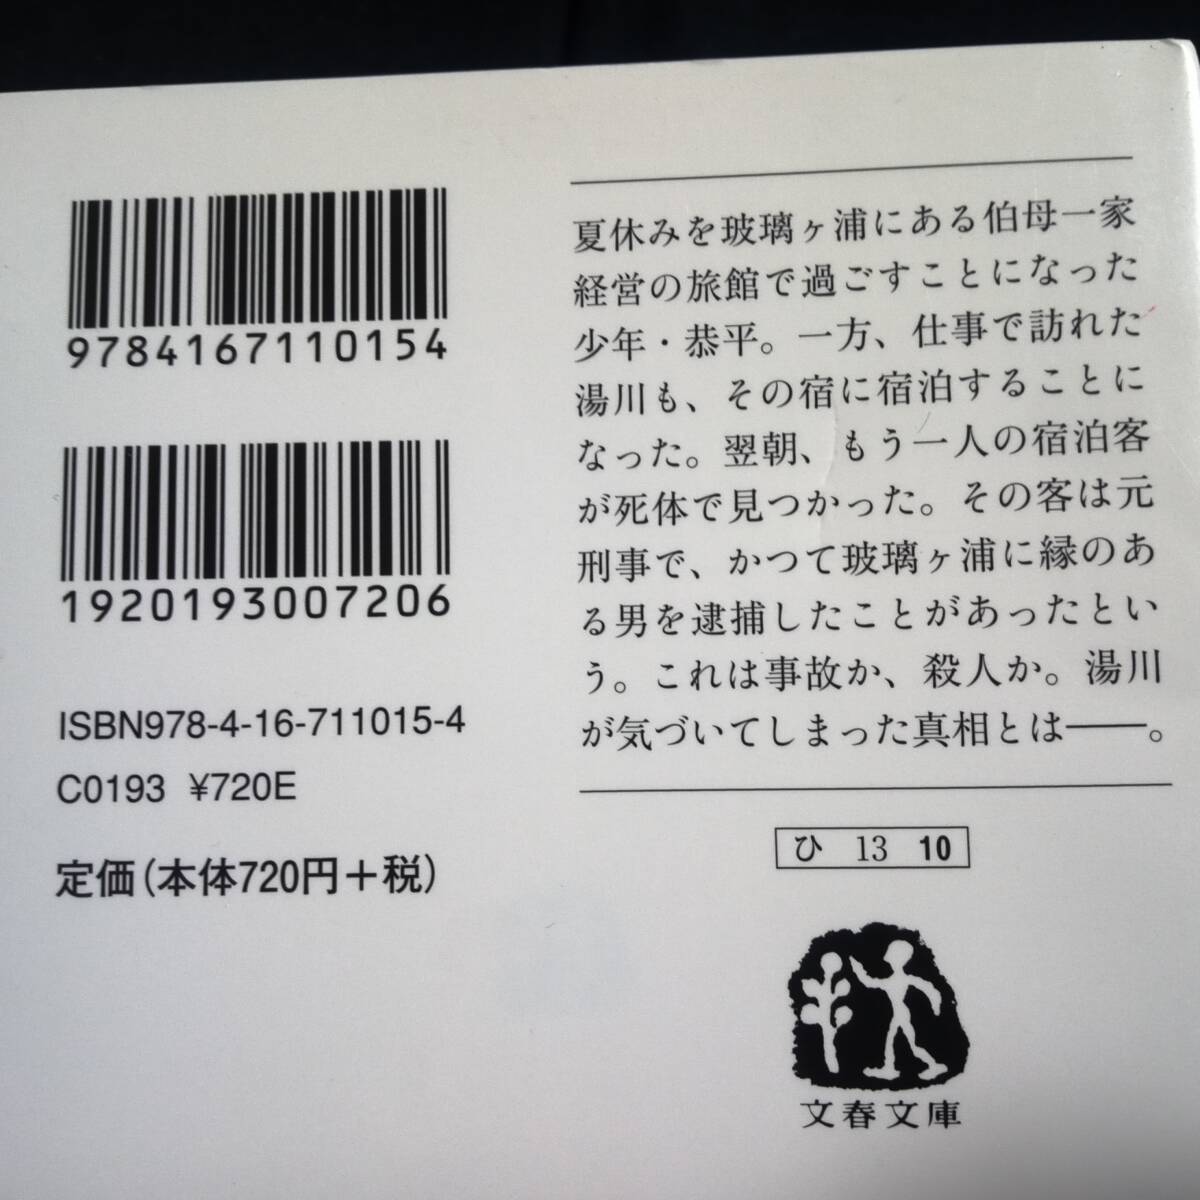 9784167110154
1920193007206
ISBN978-4-16-711015-4
C0193 ¥720E
定価(本体720円+税)
夏休みを玻璃ヶ浦にある伯母一家
経営の旅館で過ごすことになった
少年・恭平。一方、仕事で訪れた
湯川も、その宿に宿泊することに
なった。翌朝、もう一人の宿泊客
が死体で見つかった。その客は元
刑事で、かつて玻璃ヶ浦に縁のあ
る男を逮捕したことがあったとい
う。これは事故か、殺人か。湯川
が気づいてしまった真相とは――。
ひ 13 10
文春文庫